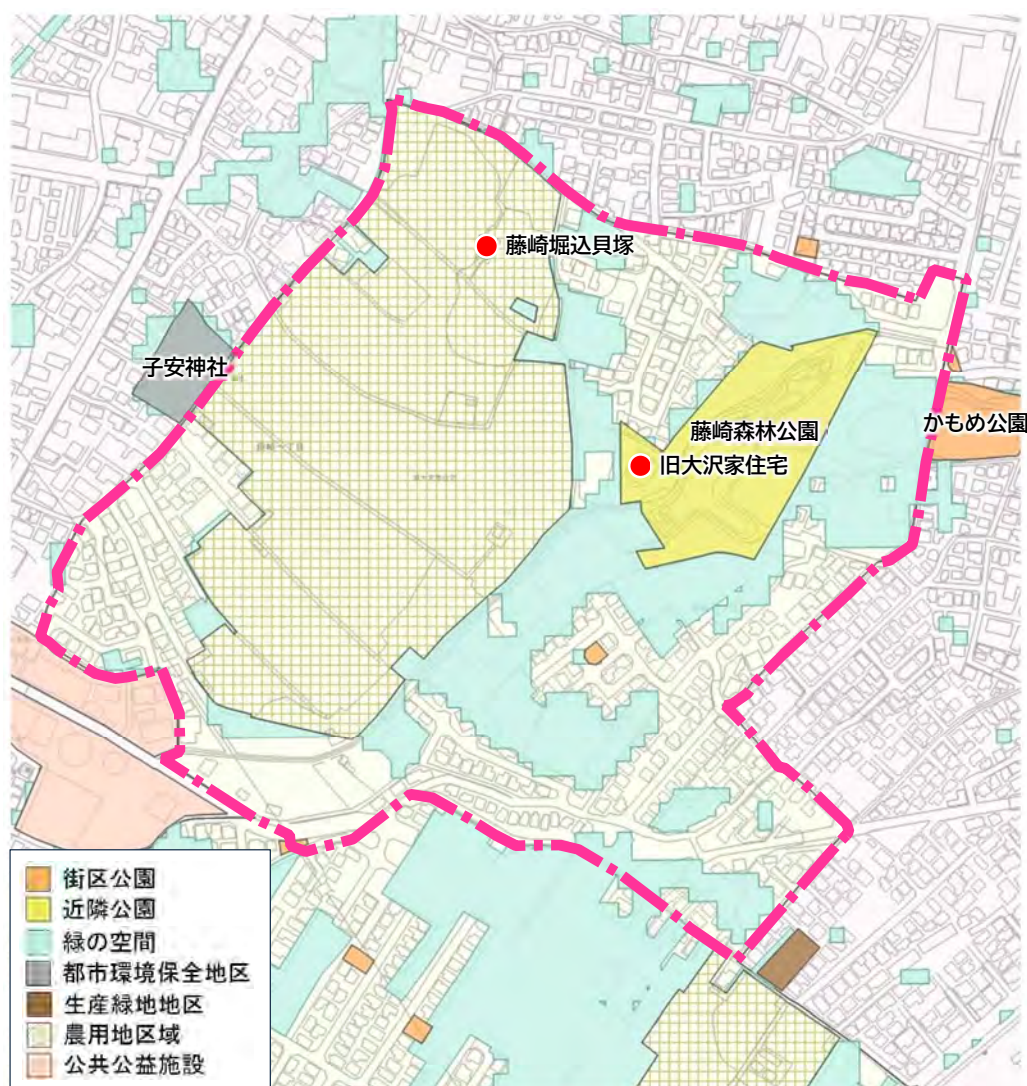 藤崎堀込貝塚
子安神社
かもめ公園
藤崎森林公園
旧大沢家住宅
街区公園
近隣公園
緑の空間
都市環境保全地区
生産緑地地区
農用地区域
公共公益施設